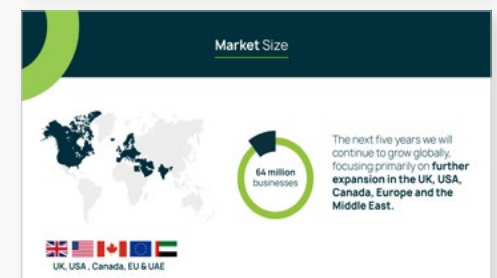 Market Size
64 million
businesses
The next five years we will
continue to grow globally,
focusing primarily on further
expansion in the UK, USA,
Canada, Europe and the
Middle East.
UK, USA , Canada, EU & UAE